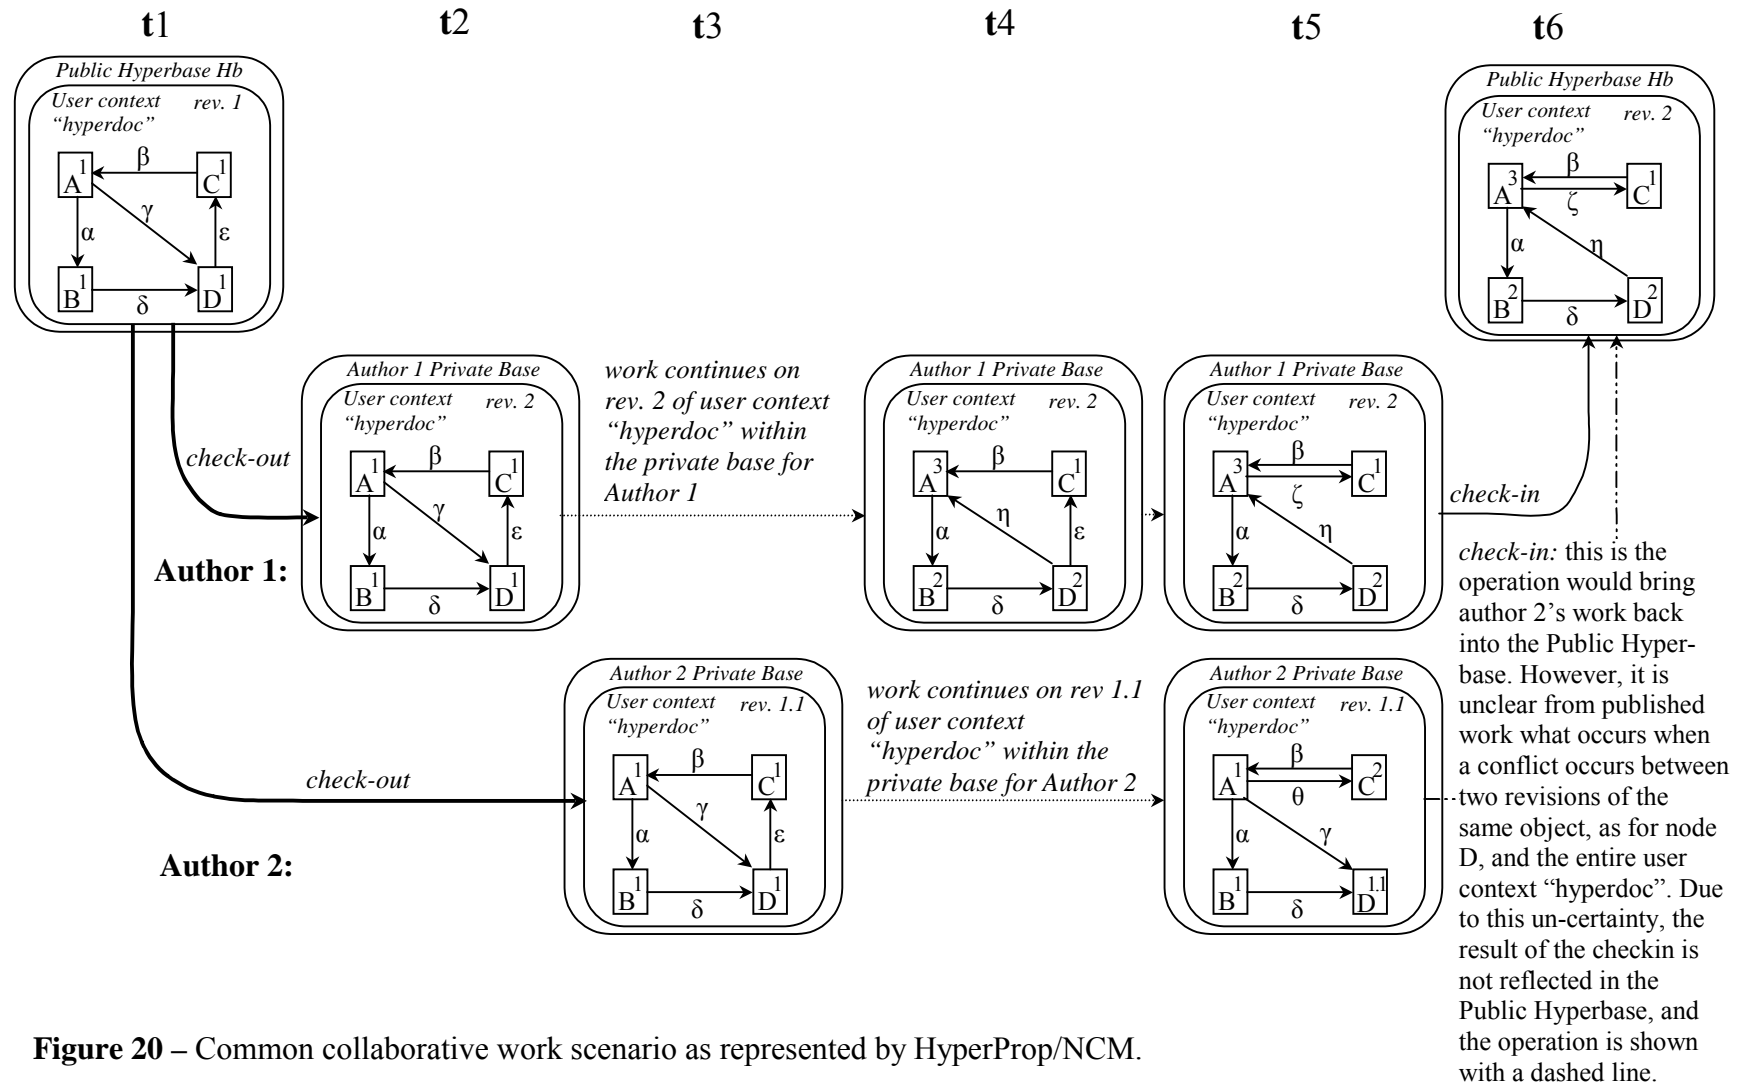 t1 t2 t3 t4 t5 t6
Public Hyperbase Hb
User context rev. 1
“hyperdoc”
A1 β C1
γ
α ε
B1 D1
δ
Public Hyperbase Hb
User context rev. 2
“hyperdoc”
A3 β C1
ζ
α η
B2 D2
δ
check-out
Author 1:
Author 1 Private Base
User context rev. 2
“hyperdoc”
A1 β C1
γ
α ε
B1 D1
δ
work continues on
rev. 2 of user context
“hyperdoc” within
the private base for
Author 1
Author 1 Private Base
User context rev. 2
“hyperdoc”
A3 β C1
η
α ε
B2 D2
δ
Author 1 Private Base
User context rev. 2
“hyperdoc”
A3 β C1
ζ
α η
B2 D2
δ
check-in
check-out
Author 2:
Author 2 Private Base
User context rev. 1.1
“hyperdoc”
A1 β C1
γ
α ε
B1 D1
δ
work continues on rev 1.1
of user context
“hyperdoc” within the
private base for Author 2
Author 2 Private Base
User context rev. 1.1
“hyperdoc”
A1 β C2
θ
α γ
B1 D1.1
δ
check-in: this is the
operation would bring
author 2’s work back
into the Public Hyper-
base. However, it is
unclear from published
work what occurs when
a conflict occurs between
two revisions of the
same object, as for node
D, and the entire user
context “hyperdoc”. Due
to this un-certainty, the
result of the checkin is
not reflected in the
Public Hyperbase, and
the operation is shown
with a dashed line.
Figure 20 – Common collaborative work scenario as represented by HyperProp/NCM.